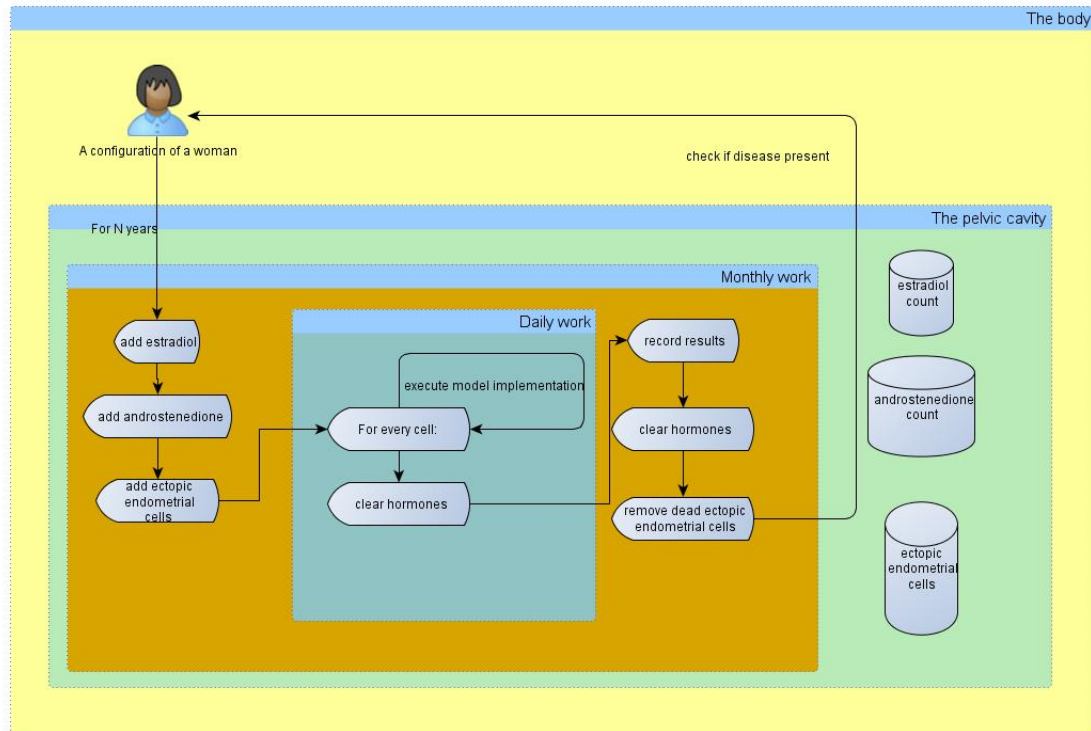 The body
A configuration of a woman
check if disease present
The pelvic cavity
For N years
Monthly work
estradiol
count
Daily work
add estradiol
record results
execute model implementation
androstenedione
count
add androstenedione
For every cell:
clear hormones
add ectopic
endometrial
cells
clear hormones
remove dead ectopic
endometrial cells
ectopic
endometrial
cells